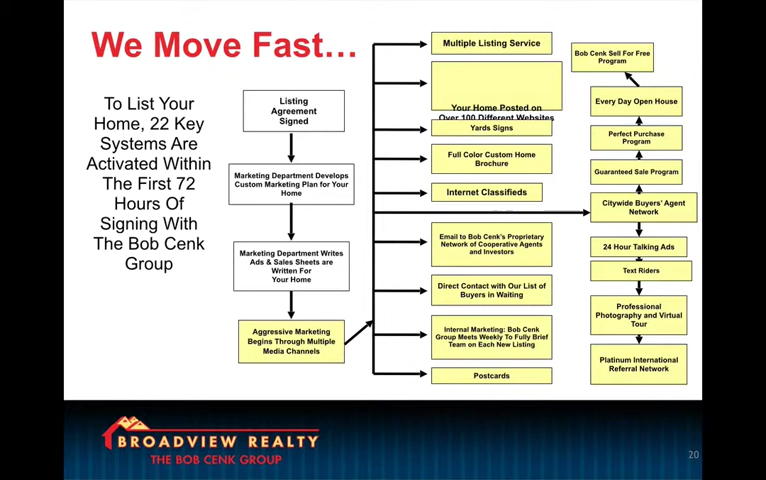 We Move Fast...
To List Your
Home, 22 Key
Systems Are
Activated Within
The First 72
Hours Of
Signing With
The Bob Cenk
Group
Listing
Agreement
Signed
Marketing Department Develops
Custom Marketing Plan for Your
Home
Marketing Department Writes
Ads & Sales Sheets are
Written For
Your Home
Aggressive Marketing
Begins Through Multiple
Media Channels
Multiple Listing Service
Your Home Posted on
Over 100 Different Websites
Yards Signs
Full Color Custom Home
Brochure
Internet Classifieds
Email to Bob Cenk's Proprietary
Network of Cooperative Agents
and Investors
Direct Contact with Our List of
Buyers in Waiting
Internal Marketing: Bob Cenk
Group Meets Weekly To Fully Brief
Team on Each New Listing
Postcards
Bob Cenk Sell For Free
Program
Every Day Open House
Perfect Purchase
Program
Guaranteed Sale Program
Citywide Buyers' Agent
Network
24 Hour Talking Ads
Text Riders
Professional
Photography and Virtual
Tour
Platinum International
Referral Network
BROADVIEW REALTY
THE BOB CENK GROUP
20